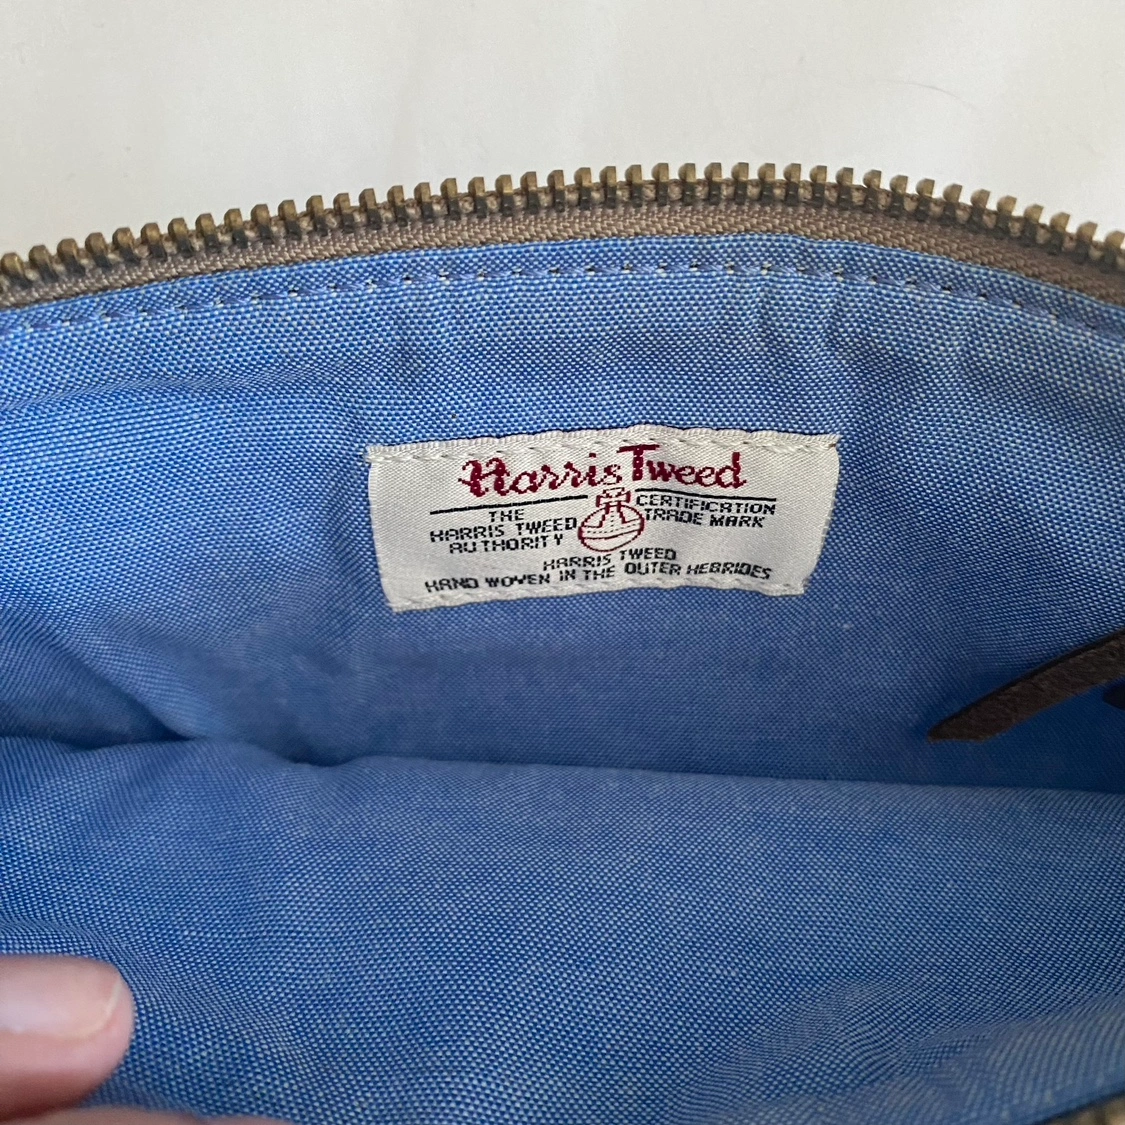 Harris Tweed
THE
HARRIS TWEED
AUTHORITY
CERTIFICATION
TRADE MARK
HARRIS TWEED
HAND WOVEN IN THE OUTER HEBRIDES